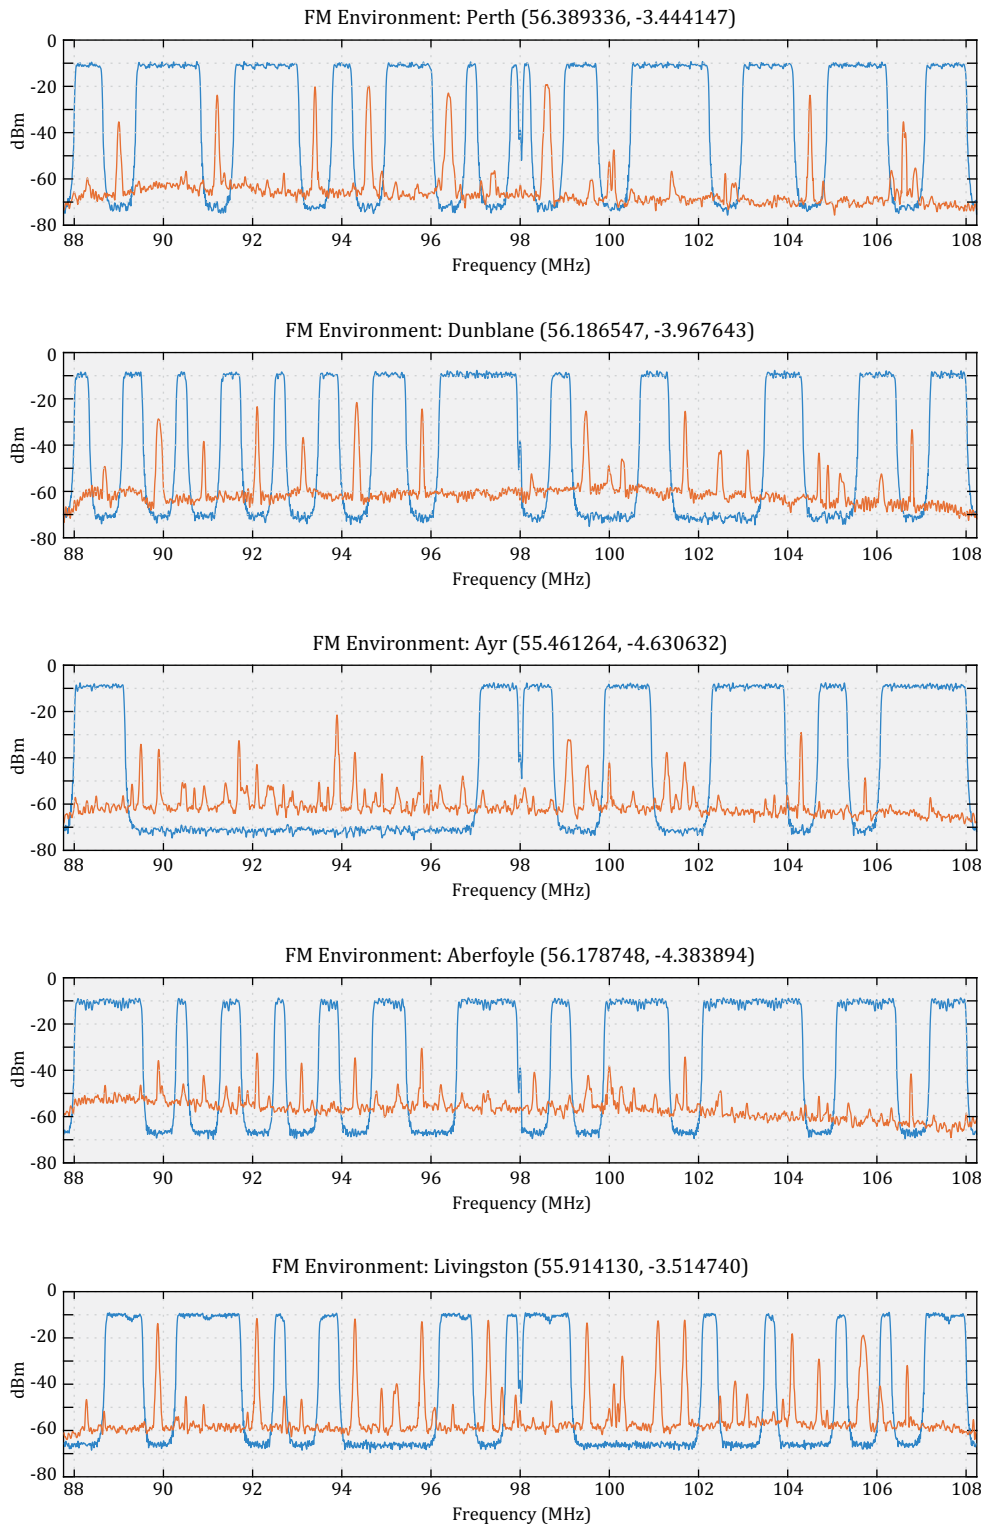 FM Environment: Perth (56.389336, -3.444147)
0
-20
-40
-60
-80
dBm
88 90 92 94 96 98 100 102 104 106 108
Frequency (MHz)
FM Environment: Dunblane (56.186547, -3.967643)
0
-20
-40
-60
-80
dBm
88 90 92 94 96 98 100 102 104 106 108
Frequency (MHz)
FM Environment: Ayr (55.461264, -4.630632)
0
-20
-40
-60
-80
dBm
88 90 92 94 96 98 100 102 104 106 108
Frequency (MHz)
FM Environment: Aberfoyle (56.178748, -4.383894)
0
-20
-40
-60
-80
dBm
88 90 92 94 96 98 100 102 104 106 108
Frequency (MHz)
FM Environment: Livingston (55.914130, -3.514740)
0
-20
-40
-60
-80
dBm
88 90 92 94 96 98 100 102 104 106 108
Frequency (MHz)